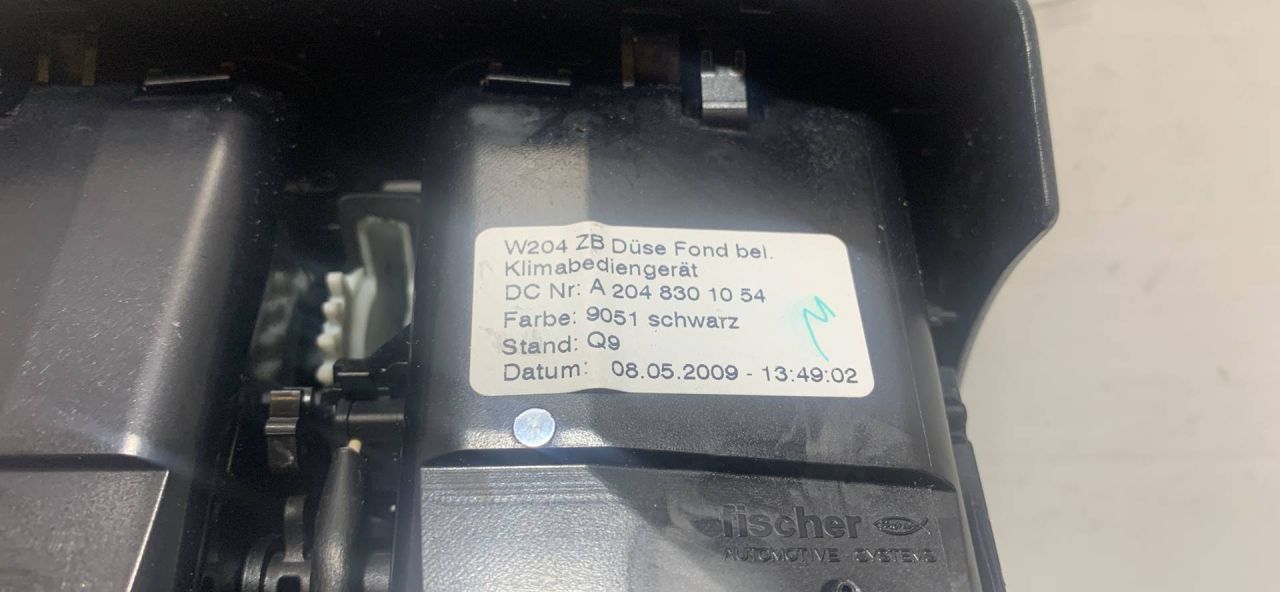 W204 ZB Düse Fond bel.
Klimabediengerät
DC Nr: A 204 830 10 54
Farbe: 9051 schwarz
Stand: Q9
Datum: 08.05.2009 - 13:49:02
fischer
AUTOMOTIVE SYSTEMS